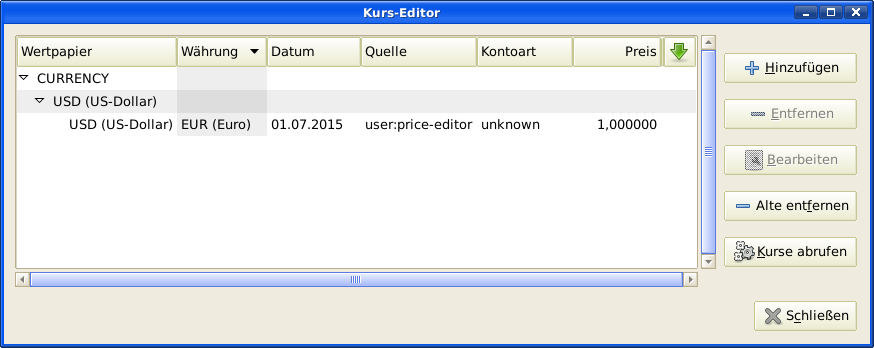 Kurs-Editor
Wertpapier Währung Datum Quelle Kontoart Preis
CURRENCY
USD (US-Dollar)
USD (US-Dollar) EUR (Euro) 01.07.2015 user:price-editor unknown 1,000000
Hinzufügen
Entfernen
Bearbeiten
Alte entfernen
Kurse abrufen
Schließen